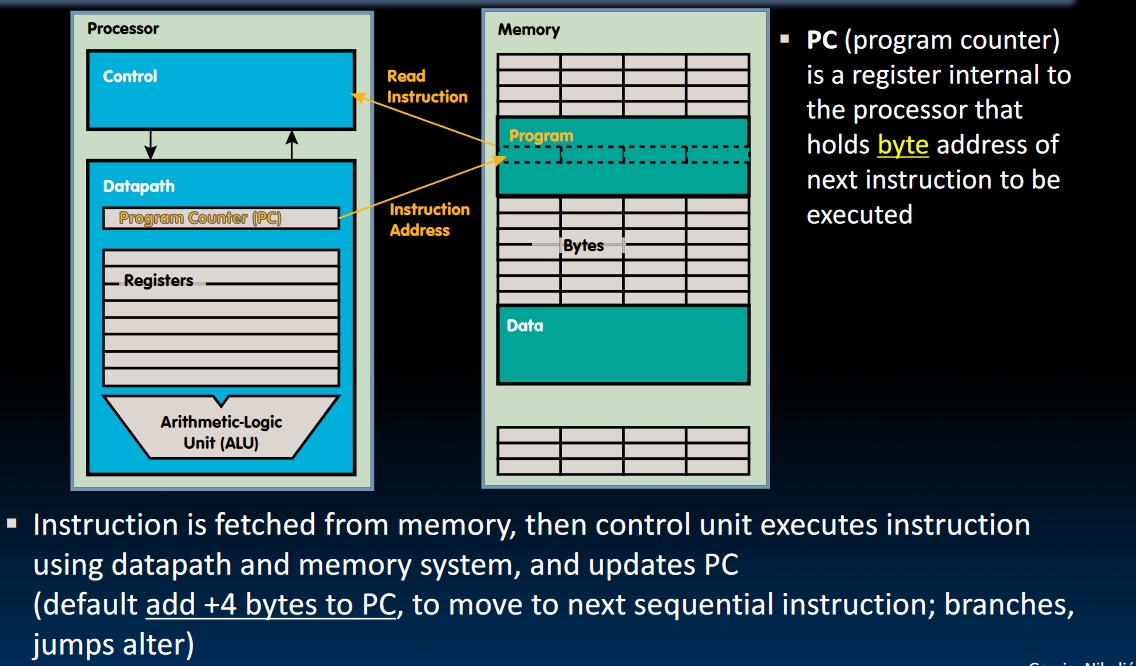 Processor
Control
Read
Instruction
Datapath
Program Counter (PC)
Instruction
Address
Registers
Arithmetic-Logic
Unit (ALU)
Memory
Program
Bytes
Data
▪ PC (program counter)
is a register internal to
the processor that
holds byte address of
next instruction to be
executed
▪ Instruction is fetched from memory, then control unit executes instruction
using datapath and memory system, and updates PC
(default add +4 bytes to PC, to move to next sequential instruction; branches,
jumps alter)